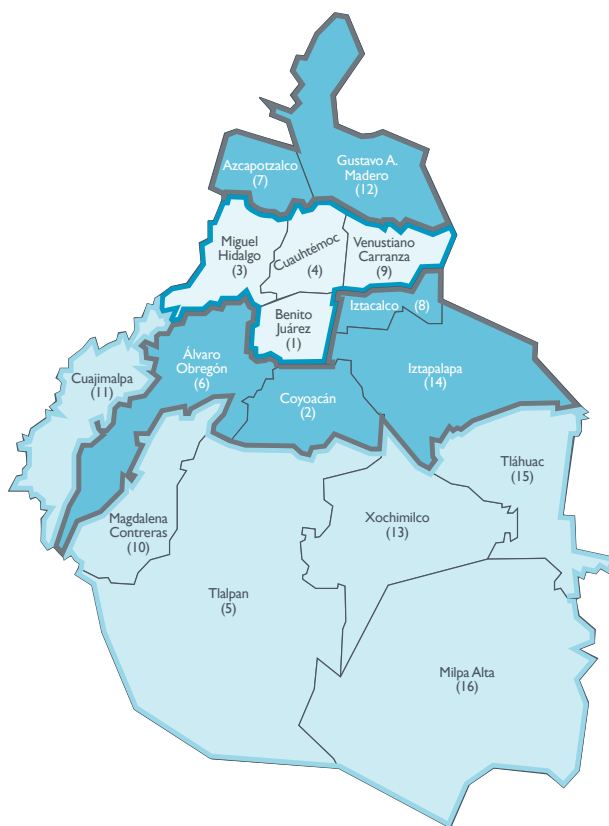 Gustavo A.
Madero
(12)
Azcapotzalco
(7)
Miguel
Hidalgo
(3)
Cuauhtémoc
(4)
Venustiano
Carranza
(9)
Iztacalco (8)
Benito
Juárez
(1)
Álvaro
Obregón
(6)
Cuajimalpa
(11)
Iztapalapa
(14)
Coyoacán
(2)
Tláhuac
(15)
Magdalena
Contreras
(10)
Xochimilco
(13)
Tlalpan
(5)
Milpa Alta
(16)